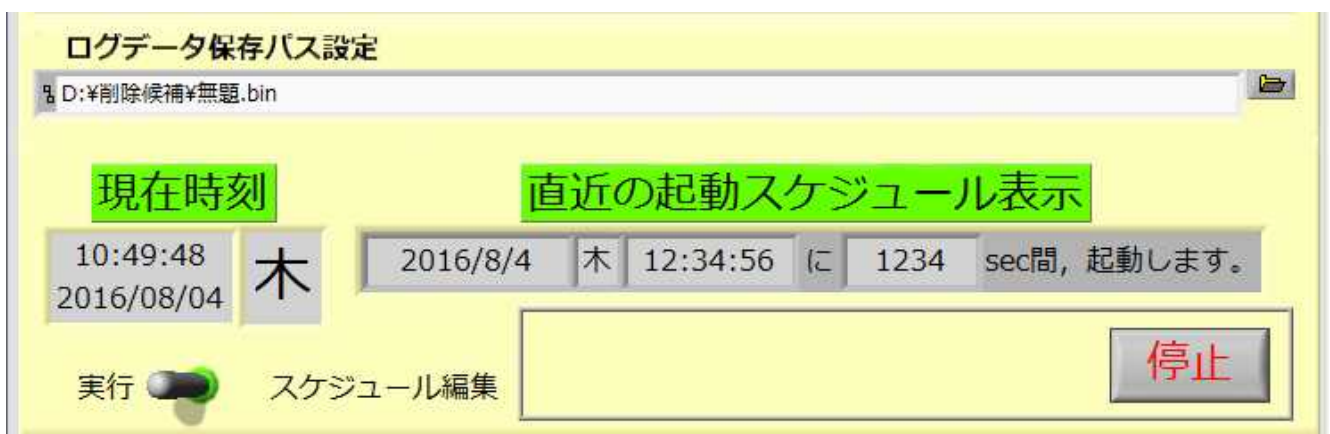 ログデータ保存パス設定
D:¥削除候補¥無題.bin
現在時刻
直近の起動スケジュール表示
10:49:48
2016/08/04
木
2016/8/4 木 12:34:56 に 1234 sec間，起動します。
実行 スケジュール編集
停止